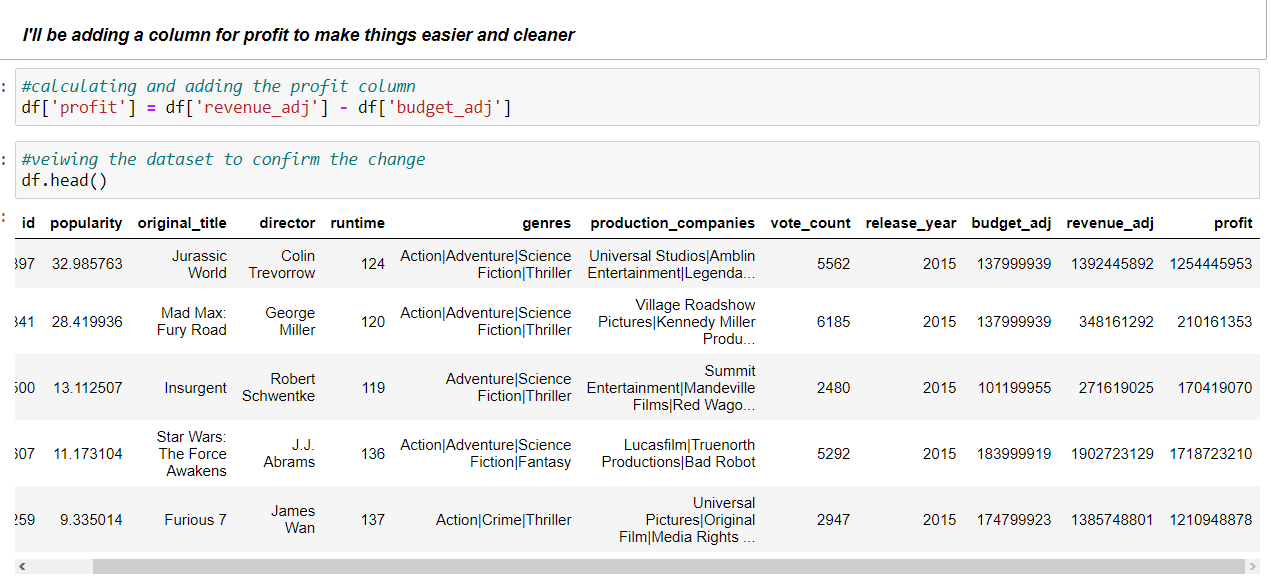 I'll be adding a column for profit to make things easier and cleaner
:
#calculating and adding the profit column
df['profit'] = df['revenue_adj'] - df['budget_adj']
:
#veiwing the dataset to confirm the change
df.head()
:
id popularity original_title director runtime genres production_companies vote_count release_year budget_adj revenue_adj profit
397 32.985763 Jurassic World Colin Trevorrow 124 Action|Adventure|Science Fiction|Thriller Universal Studios|Amblin Entertainment|Legenda... 5562 2015 137999939 1392445892 1254445953
341 28.419936 Mad Max: Fury Road George Miller 120 Action|Adventure|Science Fiction|Thriller Village Roadshow Pictures|Kennedy Miller Produ... 6185 2015 137999939 348161292 210161353
500 13.112507 Insurgent Robert Schwentke 119 Adventure|Science Fiction|Thriller Summit Entertainment|Mandeville Films|Red Wago... 2480 2015 101199955 271619025 170419070
607 11.173104 Star Wars: The Force Awakens J.J. Abrams 136 Action|Adventure|Science Fiction|Fantasy Lucasfilm|Truenorth Productions|Bad Robot 5292 2015 183999919 1902723129 1718723210
259 9.335014 Furious 7 James Wan 137 Action|Crime|Thriller Universal Pictures|Original Film|Media Rights ... 2947 2015 174799923 1385748801 1210948878